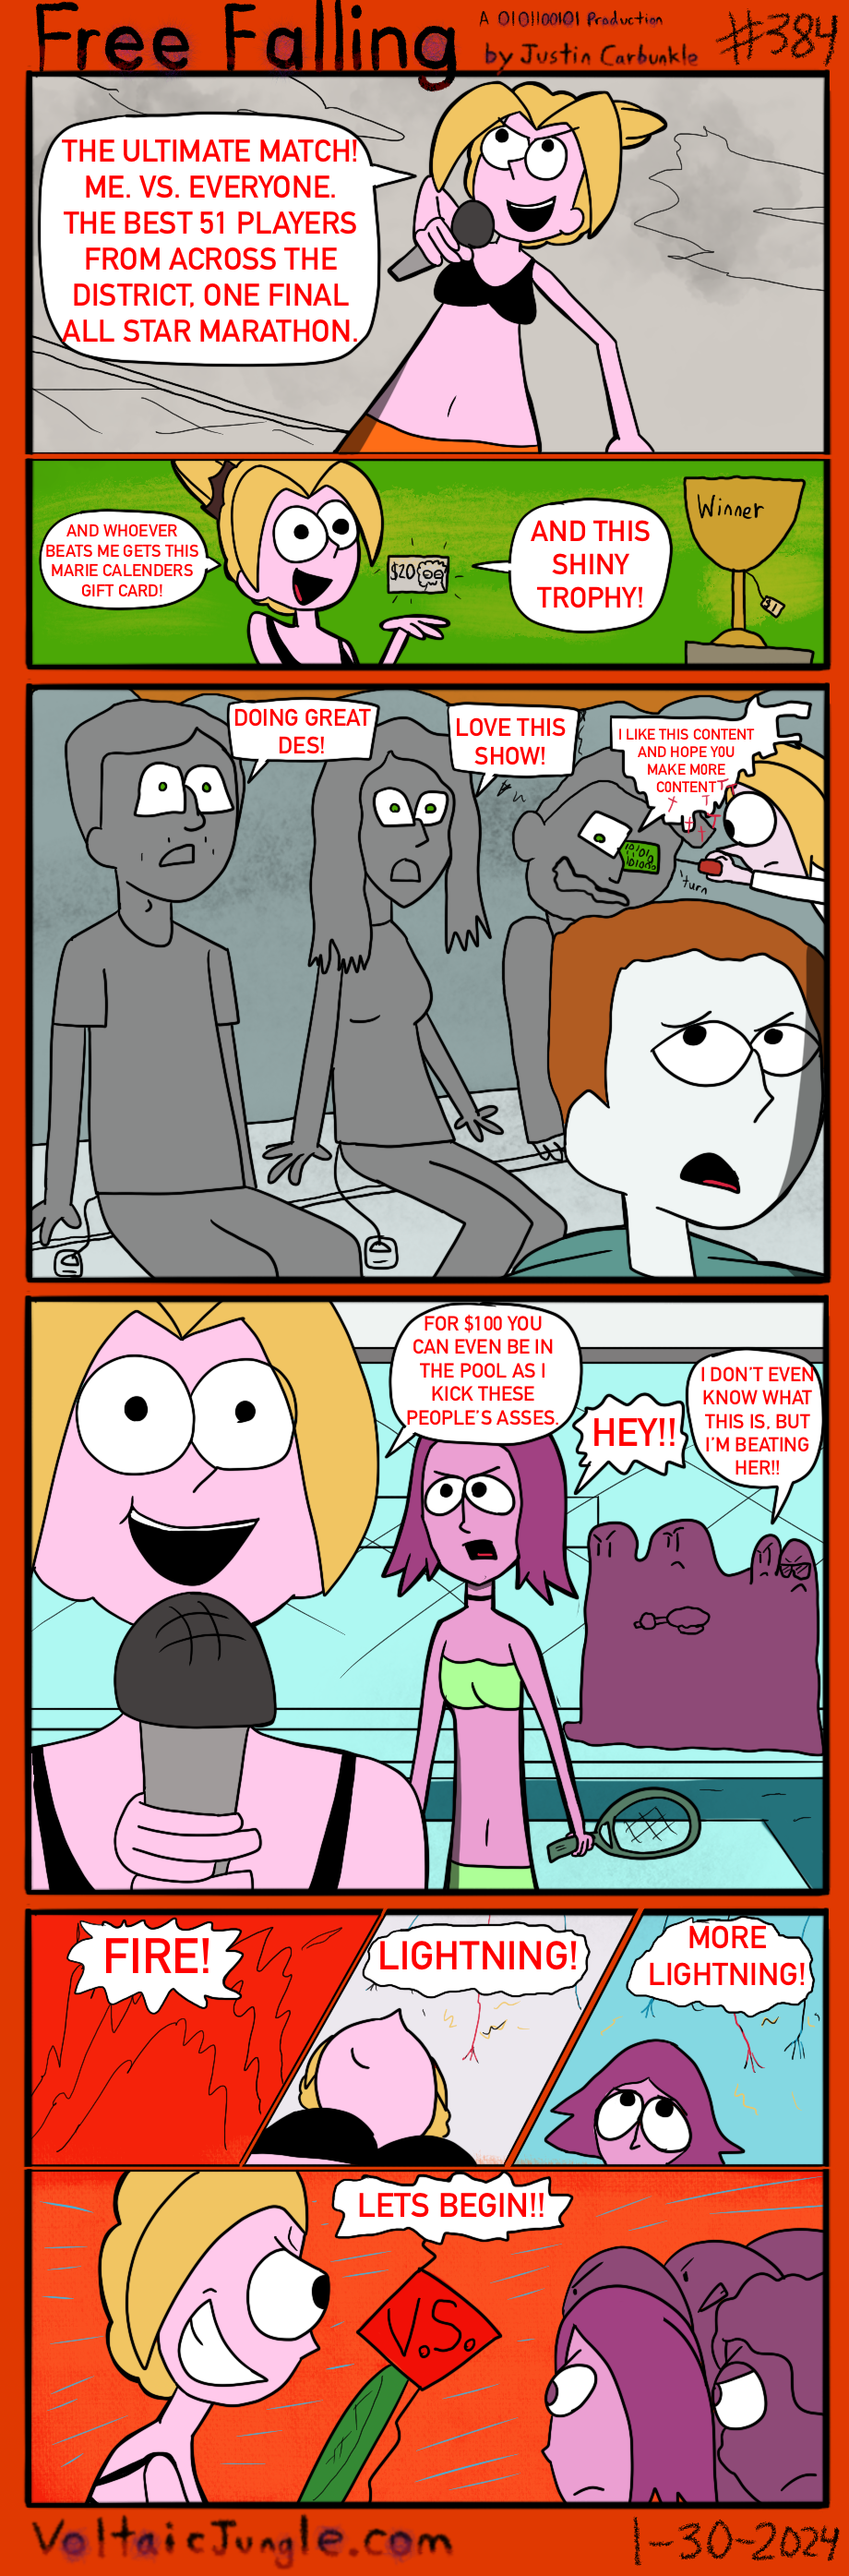 Free Falling
A 0101100101 Production
by Justin Carbunkle
#384
THE ULTIMATE MATCH!
ME. VS. EVERYONE.
THE BEST 51 PLAYERS
FROM ACROSS THE
DISTRICT, ONE FINAL
ALL STAR MARATHON.
AND WHOEVER
BEATS ME GETS THIS
MARIE CALENDERS
GIFT CARD!
$20
AND THIS
SHINY
TROPHY!
Winner
$1
DOING GREAT
DES!
LOVE THIS
SHOW!
I LIKE THIS CONTENT
AND HOPE YOU
MAKE MORE
CONTENT
turn
FOR $100 YOU
CAN EVEN BE IN
THE POOL AS I
KICK THESE
PEOPLE'S ASSES.
HEY!!
I DON'T EVEN
KNOW WHAT
THIS IS, BUT
I'M BEATING
HER!!
FIRE!
LIGHTNING!
MORE
LIGHTNING!
LETS BEGIN!!
V.S.
VoltaicJungle.com
1-30-2024